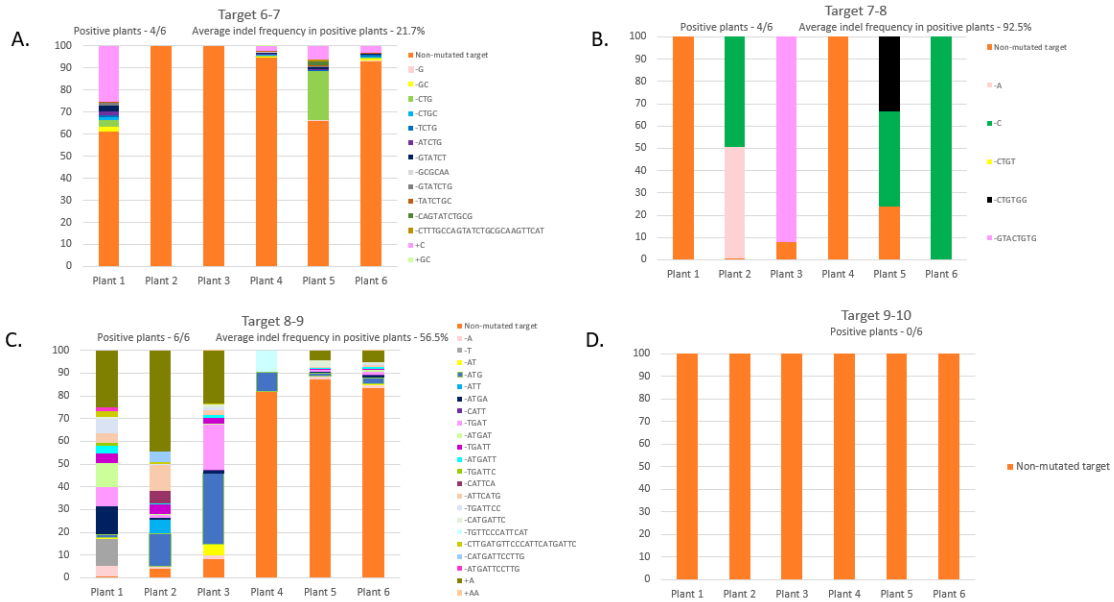 A.
Target 6-7
Positive plants - 4/6 Average indel frequency in positive plants - 21.7%
100
90
80
70
60
50
40
30
20
10
0
Plant 1 Plant 2 Plant 3 Plant 4 Plant 5 Plant 6
Non-mutated target
-G
-GC
-CTG
-CTGC
-TCTG
-ATCTG
-GTATCT
-GCGCAA
-GTATCTG
-TATCTGC
-CAGTATCTGCG
-CTTTGCCAGTATCTGCGCAAGTTCAT
+C
+GC
B.
Target 7-8
Positive plants - 4/6 Average indel frequency in positive plants - 92.5%
100
90
80
70
60
50
40
30
20
10
0
Plant 1 Plant 2 Plant 3 Plant 4 Plant 5 Plant 6
Non-mutated target
-A
-C
-CTGT
-CTGTGG
-GTACTGTG
C.
Target 8-9
Positive plants - 6/6 Average indel frequency in positive plants - 56.5%
100
90
80
70
60
50
40
30
20
10
0
Plant 1 Plant 2 Plant 3 Plant 4 Plant 5 Plant 6
Non-mutated target
-A
-T
-AT
-ATG
-ATT
-ATGA
-CATT
-TGAT
-ATGAT
-TGATT
-ATGATT
-TGATTC
-CATTCA
-ATTCATG
-TGATTCC
-CATGATTC
-TGTTCCCATTCAT
-CTTGATGTTCCCATTCATGATTC
-CATGATTCCTTG
-ATGATTCCTTG
+A
+AA
D.
Target 9-10
Positive plants - 0/6
100
90
80
70
60
50
40
30
20
10
0
Plant 1 Plant 2 Plant 3 Plant 4 Plant 5 Plant 6
Non-mutated target